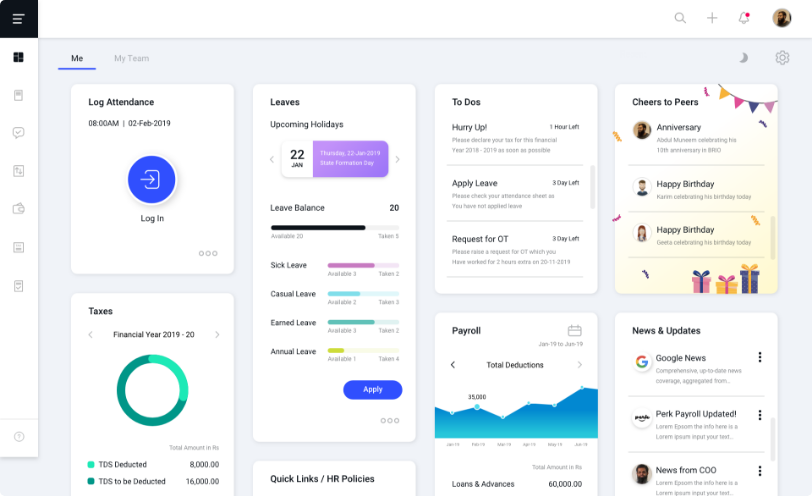 Me
My Team
Log Attendance
08:00AM | 02-Feb-2019
Log In
Taxes
Financial Year 2019 - 20
Total Amount in Rs
TDS Deducted 8,000.00
TDS to be Deducted 16,000.00
Leaves
Upcoming Holidays
22
JAN
Thursday, 22-Jan-2019
State Formation Day
Leave Balance 20
Available 20 Taken 5
Sick Leave
Available 3 Taken 2
Casual Leave
Available 2 Taken 3
Earned Leave
Available 3 Taken 2
Annual Leave
Available 1 Taken 4
Apply
Quick Links / HR Policies
To Dos
Hurry Up! 1 Hour Left
Please declare your tax for this financial
Year 2018 - 2019 as soon as possible
Apply Leave 3 Day Left
Please check your attendance sheet as
You have not applied leave
Request for OT 3 Day Left
Please raise a request for OT which you
Have worked for 2 hours extra on 20-11-2019
Payroll
Jan-19 to Jun-19
Total Deductions
35,000
Jan-19 Feb-19 Mar-19 Apr-19 May-19 Jun-19
Total Amount in Rs
Loans & Advances 60,000.00
Cheers to Peers
Anniversary
Abdul Muneem celebrating his
10th anniversary in BRIO
Happy Birthday
Karim celebrating his birthday today
Happy Birthday
Geeta celebrating his birthday today
News & Updates
Google News
Comprehensive, up-to-date news
coverage, aggregated from...
perk
Perk Payroll Updated!
Lorem Epsom the info here is a
Lorem ipsum input your text...
News from COO
Lorem Epsom the info here is a
Lorem ipsum input your text...